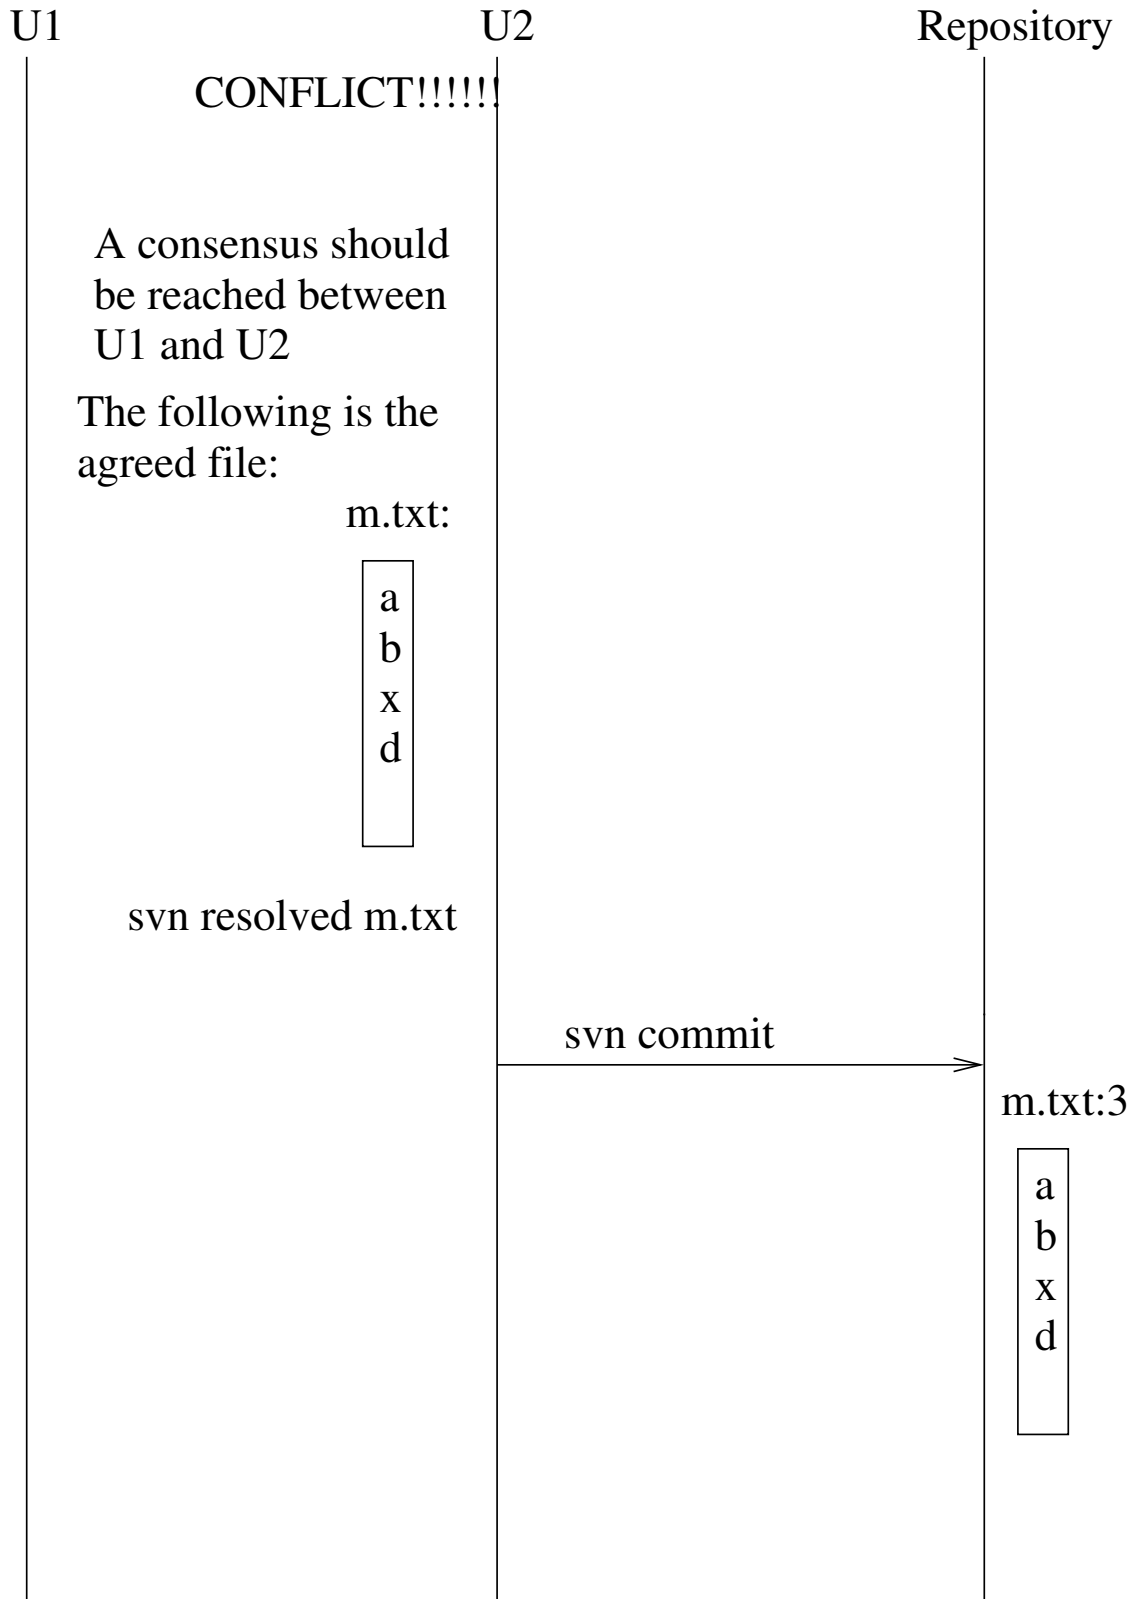 U1 U2 Repository
CONFLICT!!!!!!
A consensus should
be reached between
U1 and U2
The following is the
agreed file:
m.txt:
a
b
x
d
svn resolved m.txt
svn commit
m.txt:3
a
b
x
d